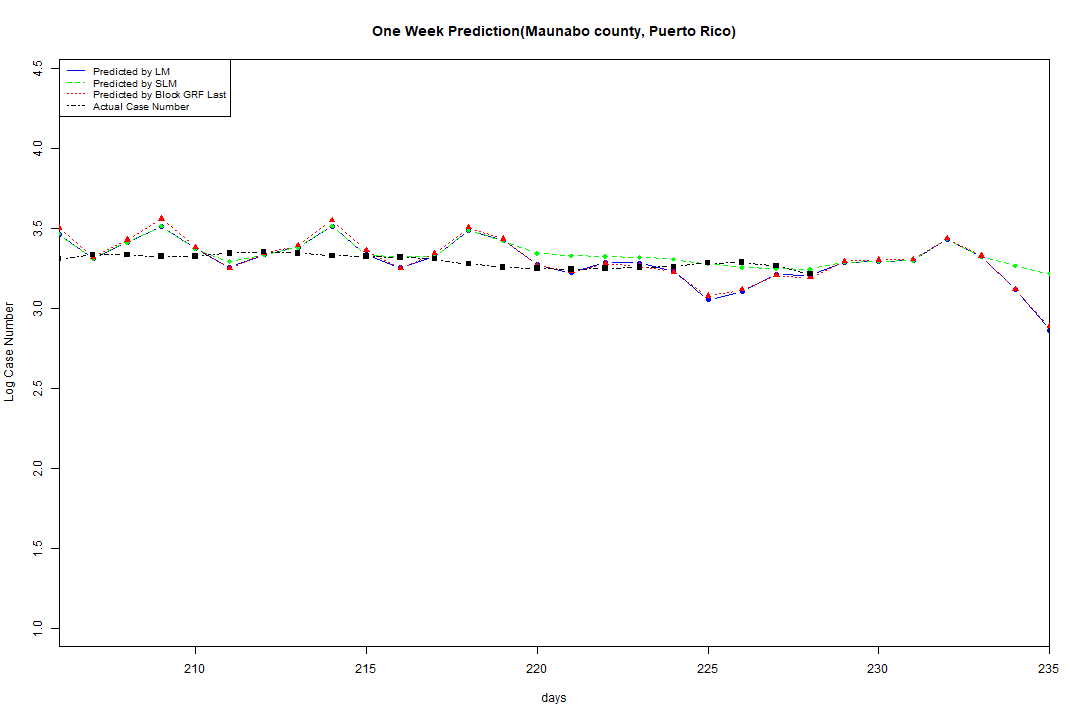 One Week Prediction(Maunabo county, Puerto Rico)
Predicted by LM
Predicted by SLM
Predicted by Block GRF Last
Actual Case Number
4.5
4.0
3.5
3.0
2.5
2.0
1.5
1.0
Log Case Number
210 215 220 225 230 235
days